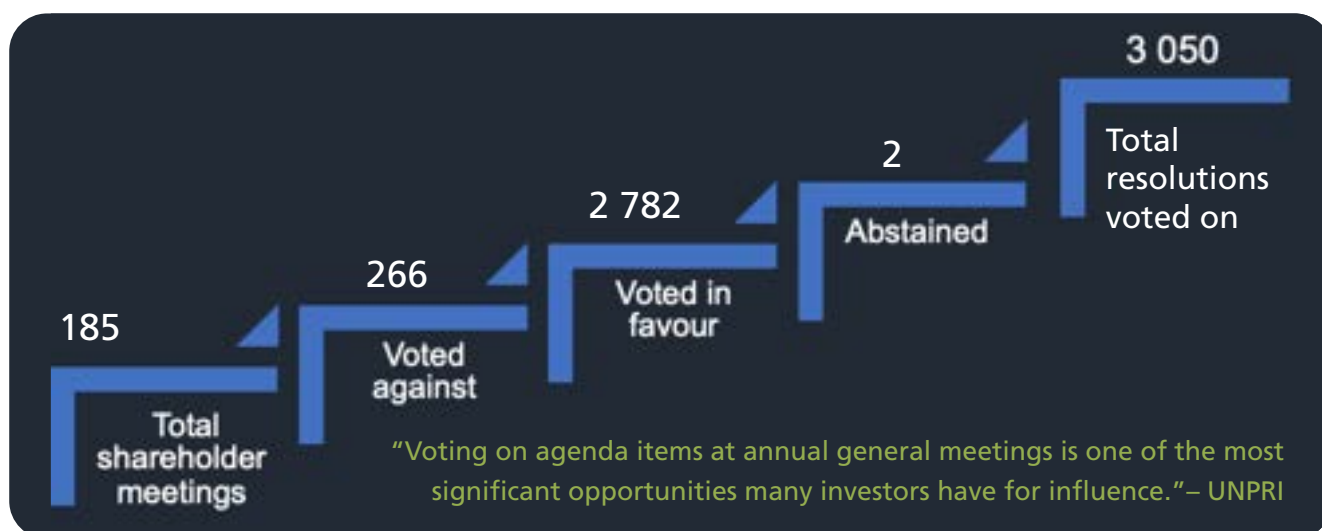 185
Total
shareholder
meetings
266
Voted
against
2 782
Voted in
favour
2
Abstained
3 050
Total
resolutions
voted on
“Voting on agenda items at annual general meetings is one of the most
significant opportunities many investors have for influence.”– UNPRI